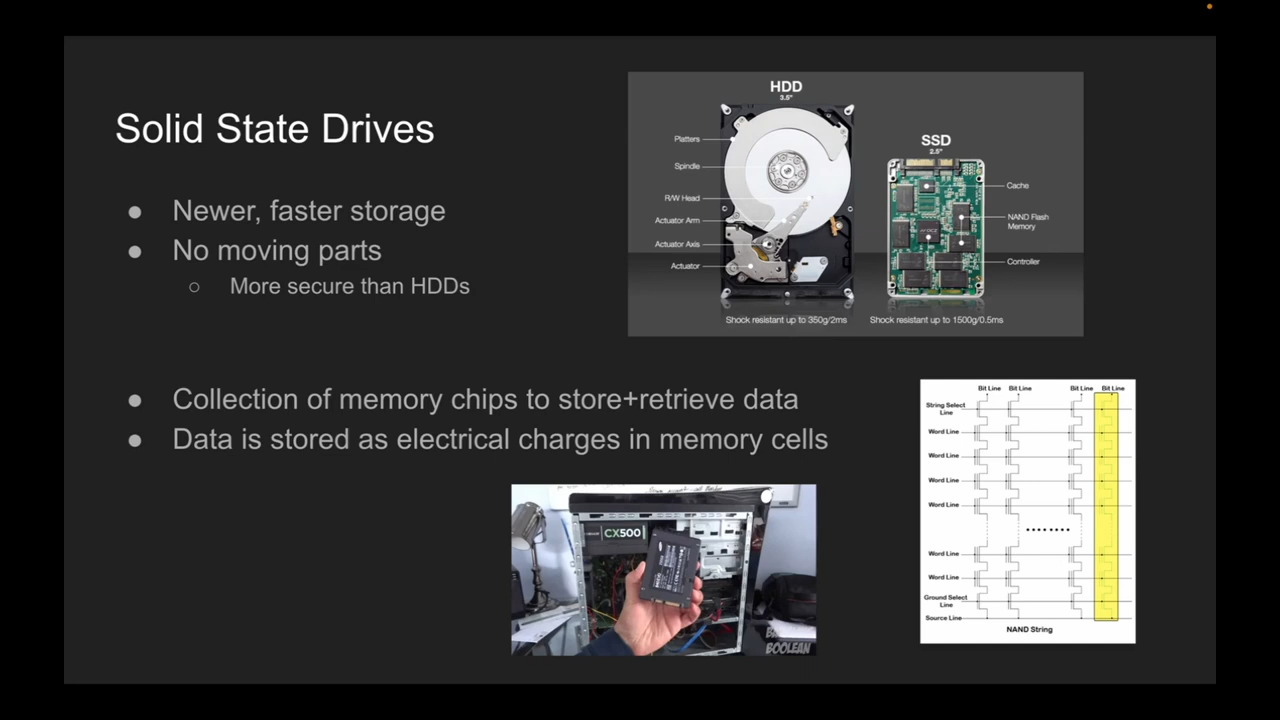 Solid State Drives
● Newer, faster storage
● No moving parts
○ More secure than HDDs
● Collection of memory chips to store+retrieve data
● Data is stored as electrical charges in memory cells
HDD
3.5"
Platters
Spindle
R/W Head
Actuator Arm
Actuator Axis
Actuator
Shock resistant up to 350g/2ms
SSD
2.5"
Cache
NAND Flash
Memory
Controller
Shock resistant up to 1500g/0.5ms
CX500
BOOLEAN
Bit Line Bit Line Bit Line Bit Line
String Select
Line
Word Line
Word Line
Word Line
Word Line
Word Line
Word Line
Ground Select
Line
Source Line
NAND String